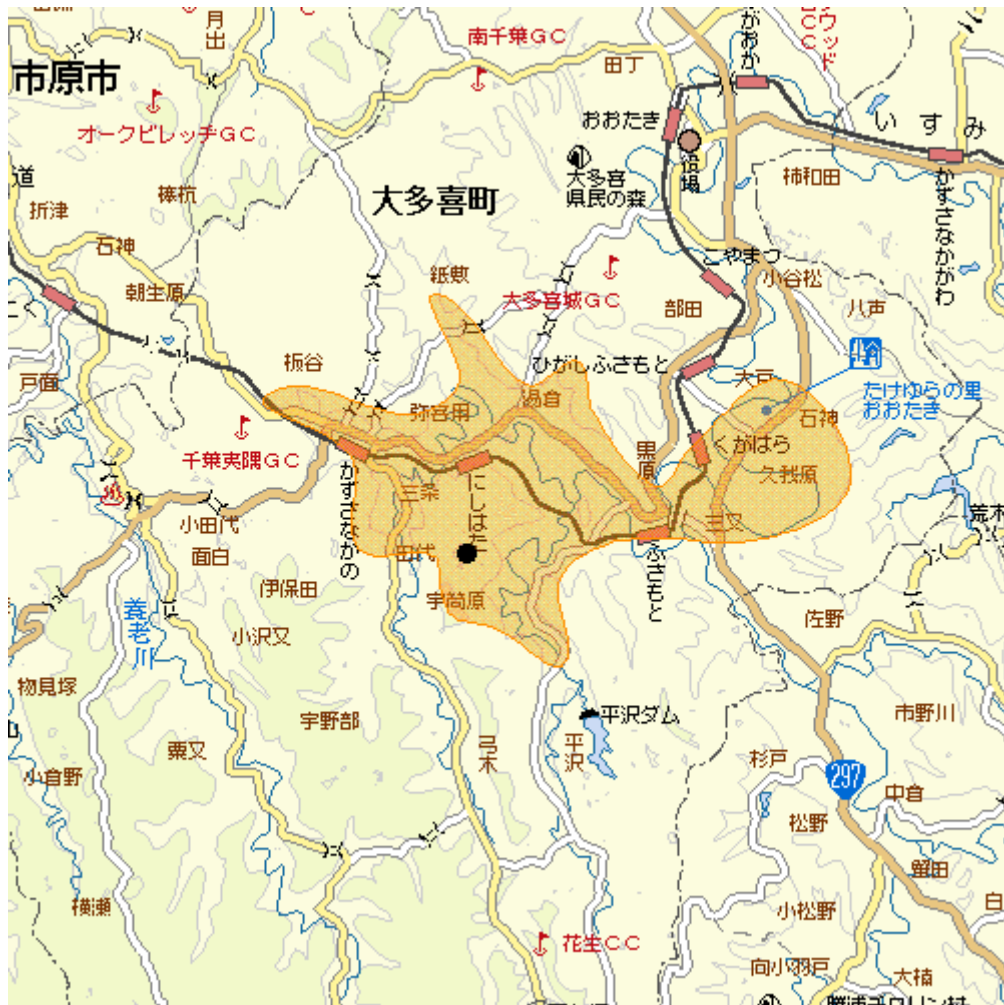 月出
南千葉GC
田丁
市原市
オークビレッヂGC
おおたき
役場
いすみ
大多喜
県民の森
柿和田
道
折津
棒杭
大多喜町
かずさなかがわ
石神
朝生原
紙敷
こやまつ
小谷松
大多喜城GC
部田
八声
戸面
板谷
ひがしふさもと
大戸
たけゆらの里
おおたき
弥喜用
湯倉
石神
千葉夷隅GC
黒原
くがはら
久我原
かずさなかの
三条
にしはた
三又
荒木
小田代
面白
田代
ふさもと
伊保田
宇筒原
養老川
小沢又
佐野
物見塚
宇野部
平沢ダム
市野川
粟又
弓木
平沢
杉戸
小倉野
297
中倉
松野
蟹田
横瀬
小松野
白
花生CC
向小羽戸
大楠